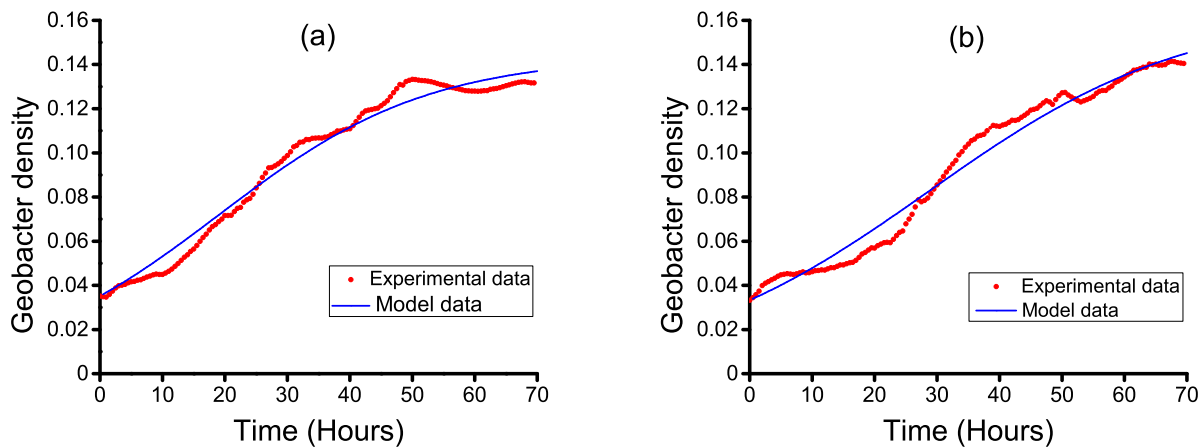 (a)
Geobacter density
0.16
0.14
0.12
0.10
0.08
0.06
0.04
0.02
0
Experimental data
Model data
0 10 20 30 40 50 60 70
Time (Hours)
(b)
Geobacter density
0.16
0.14
0.12
0.10
0.08
0.06
0.04
0.02
0
Experimental data
Model data
0 10 20 30 40 50 60 70
Time (Hours)